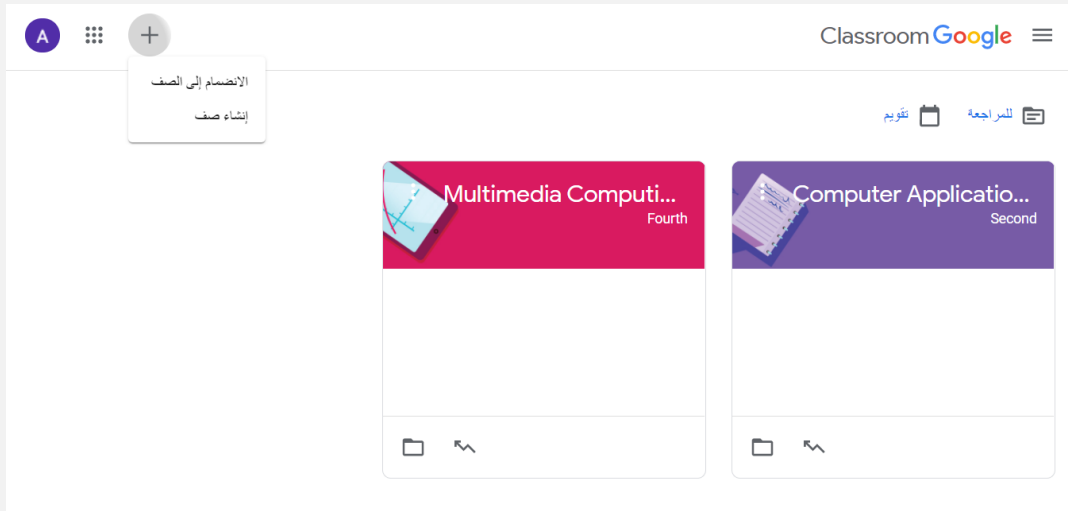 Classroom Google
A
الانضمام إلى الصف
إنشاء صف
للمراجعة
تقويم
Computer Applicatio...
Second
Multimedia Computi...
Fourth